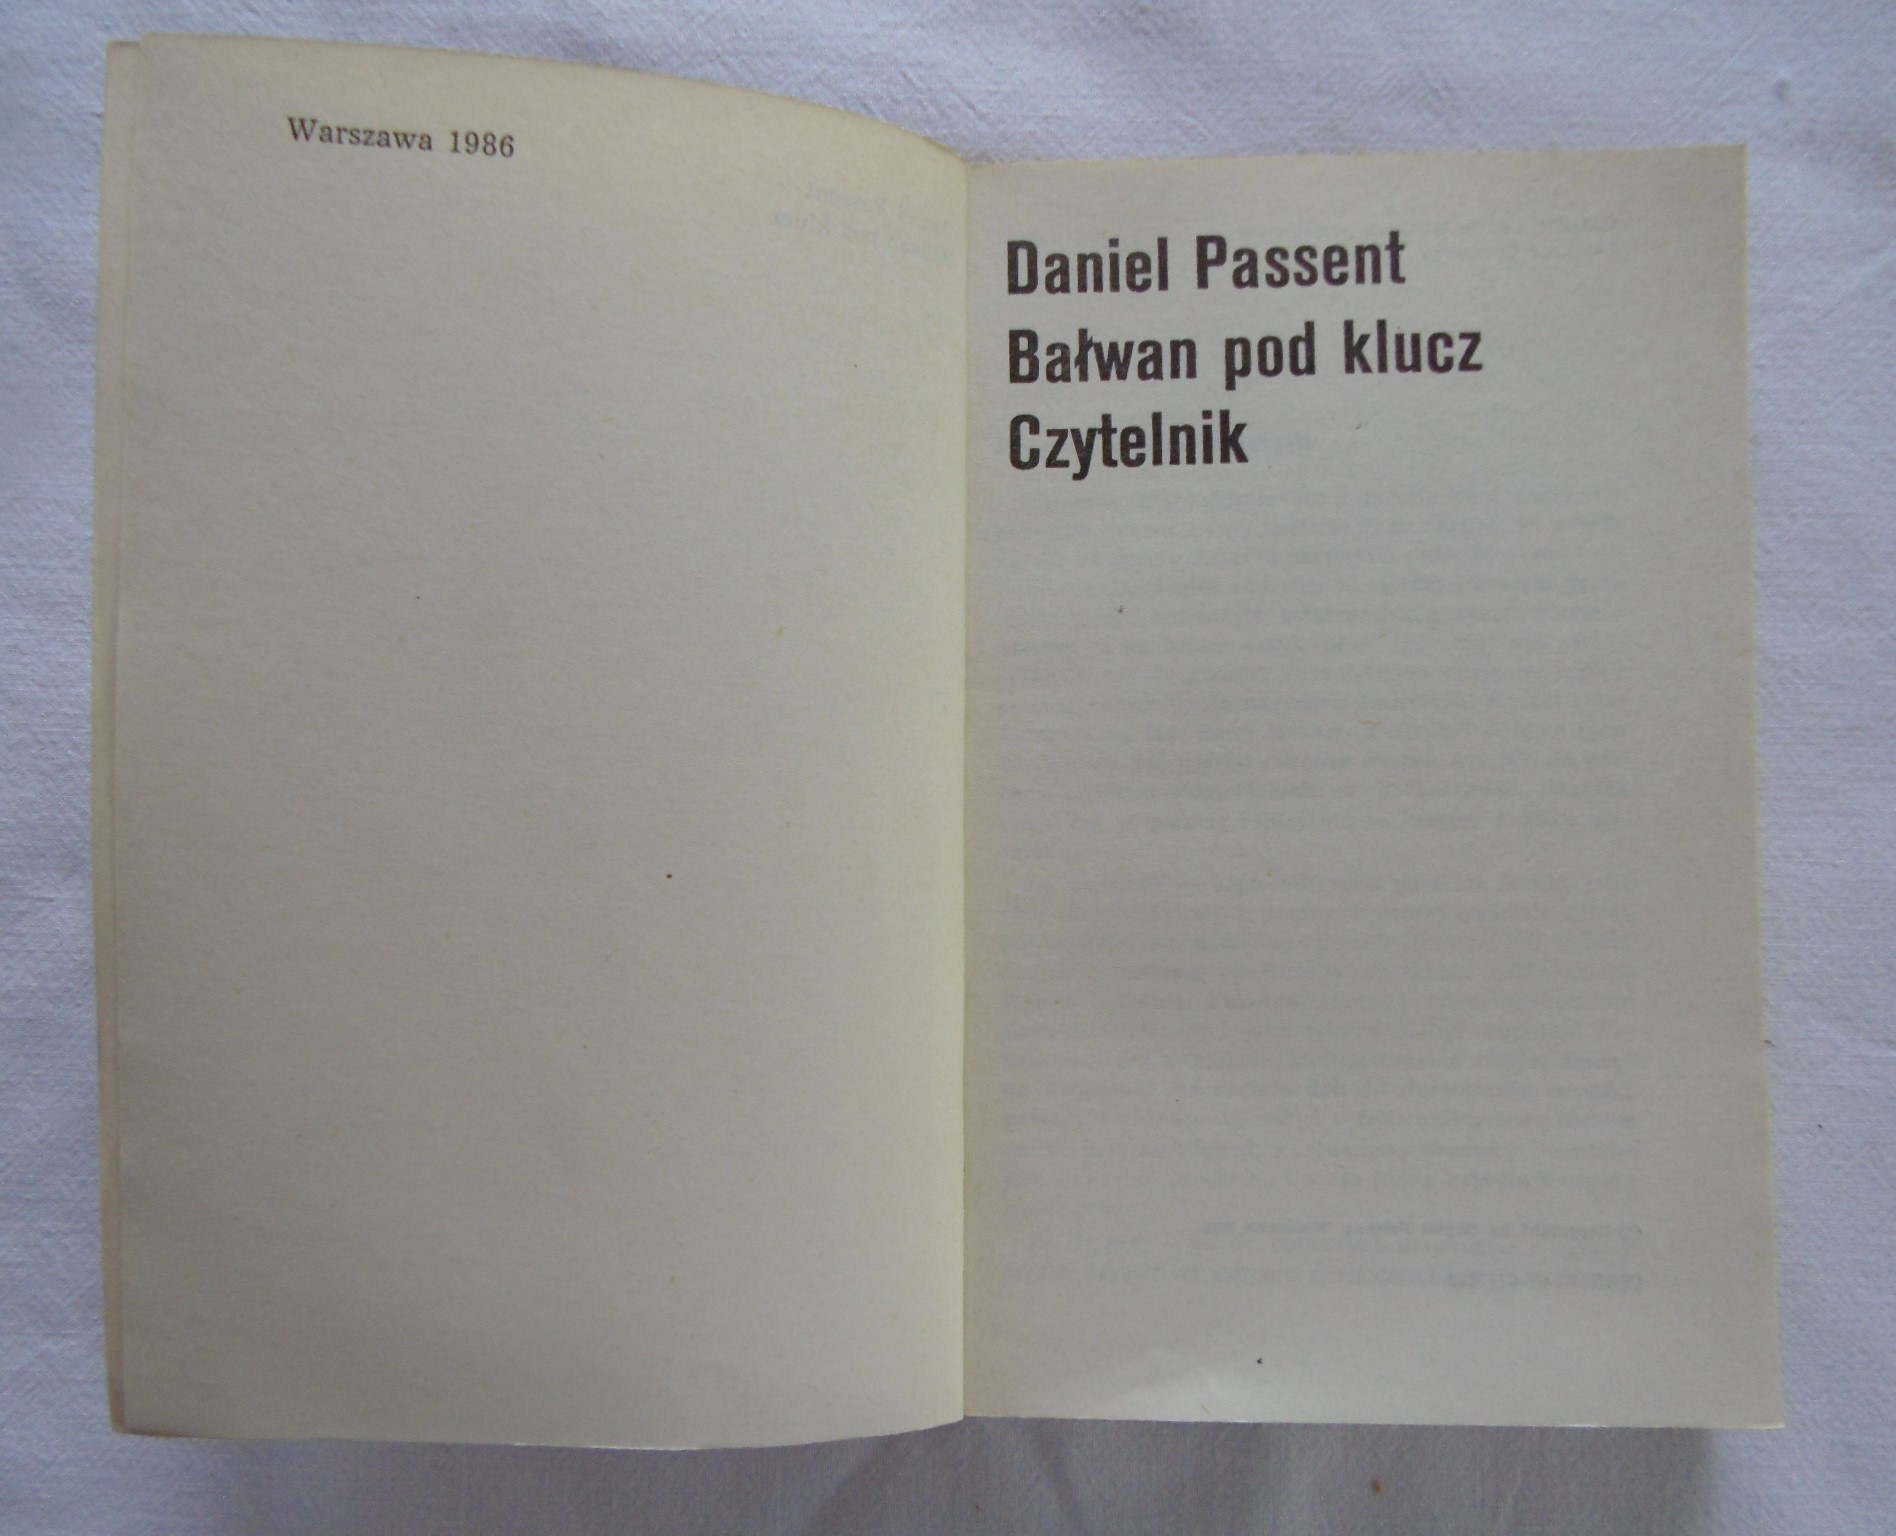 Warszawa 1986
Daniel Passent
Bałwan pod klucz
Czytelnik